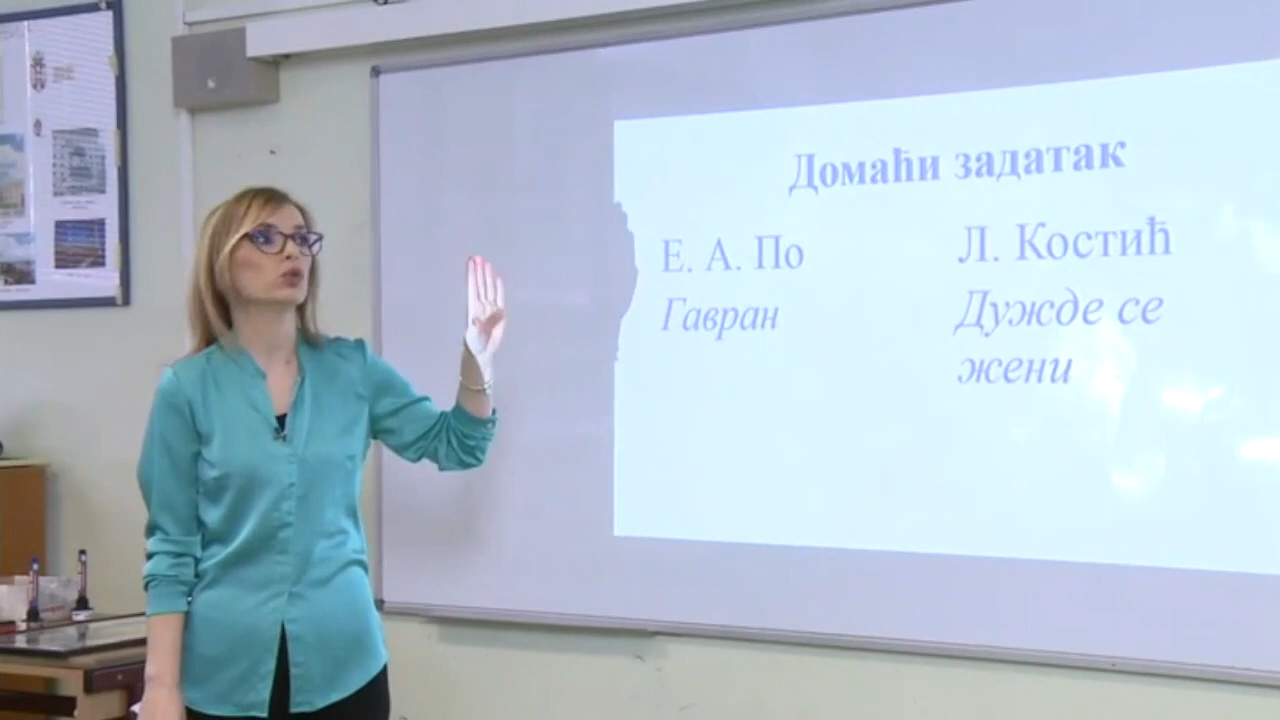 Домаћи задатак
Е. А. По
Гавран
Л. Костић
Дужде се
жени